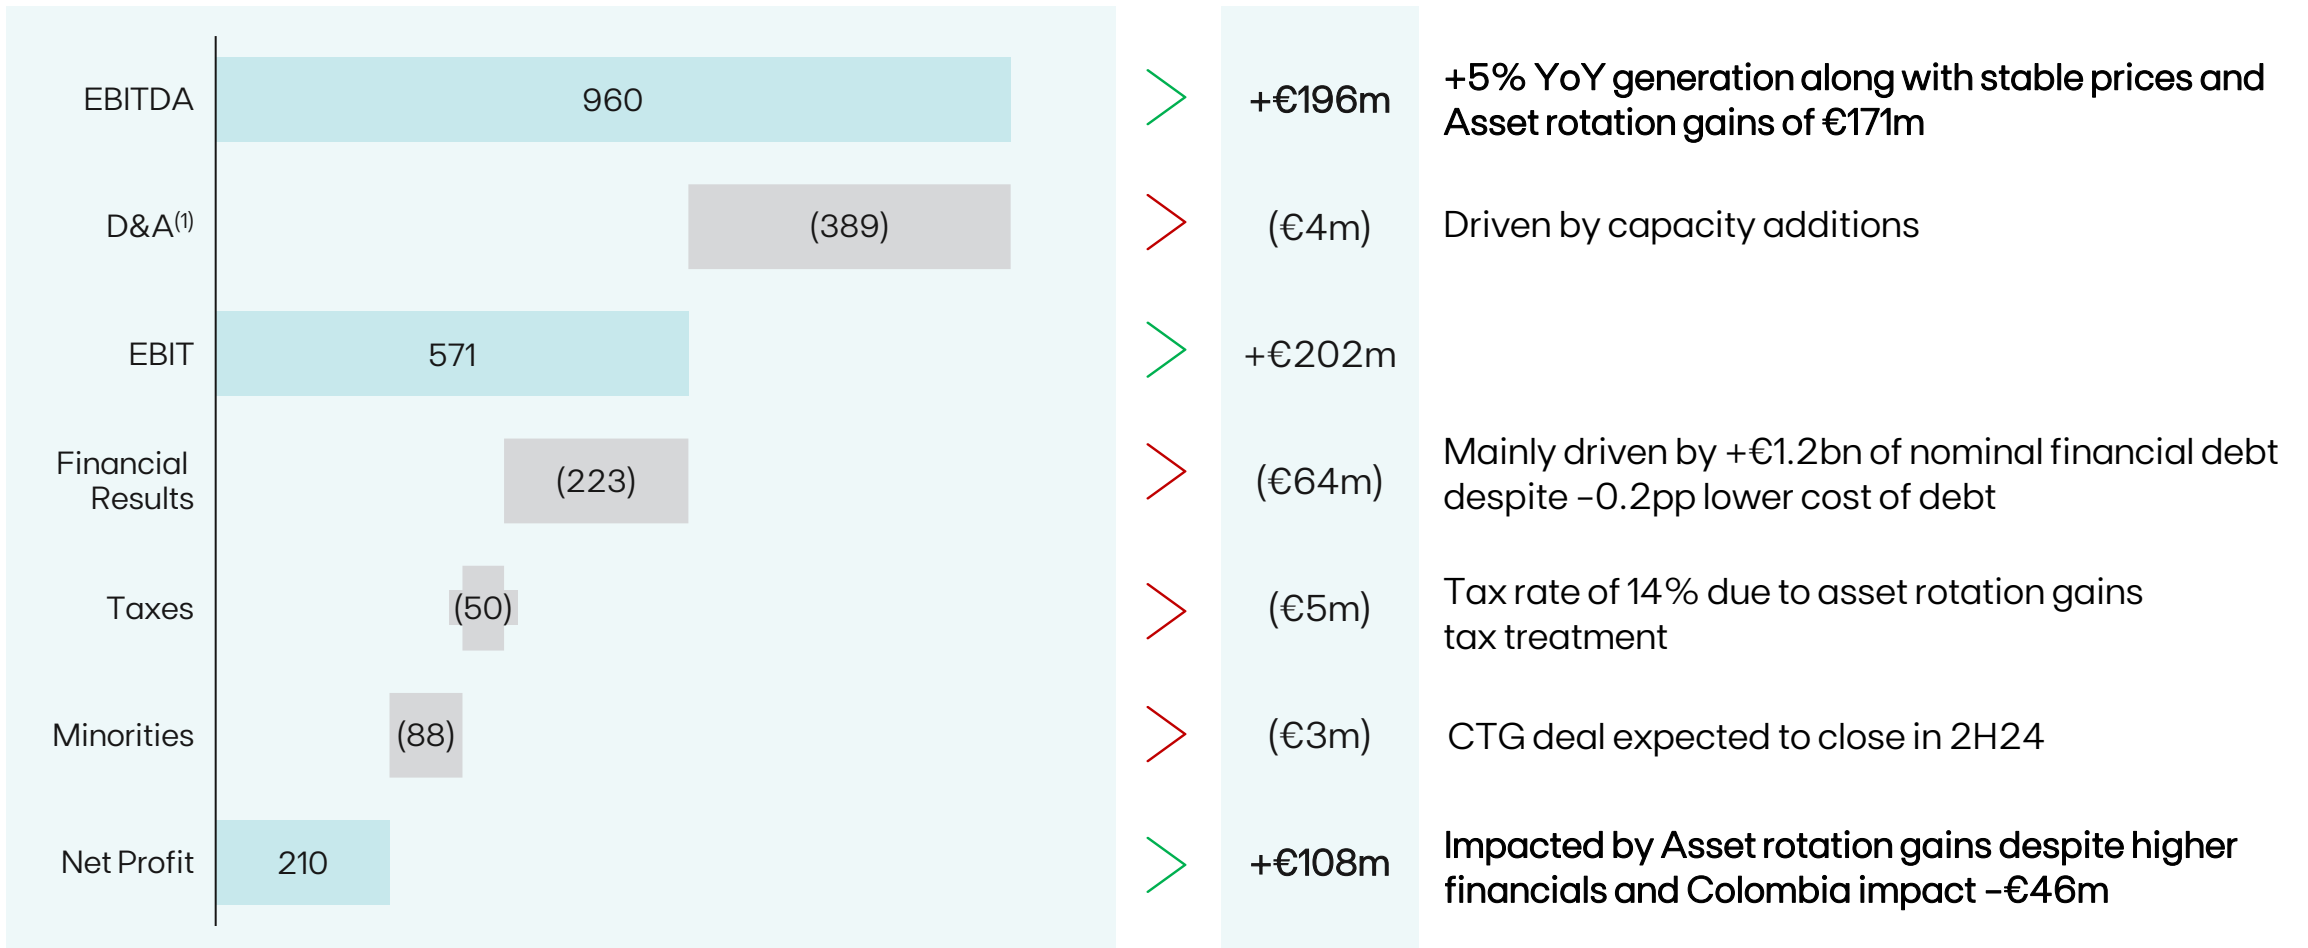 EBITDA
960
+€196m
+5% YoY generation along with stable prices and
Asset rotation gains of €171m
D&A(1)
(389)
(€4m)
Driven by capacity additions
EBIT
571
+€202m
Financial
Results
(223)
(€64m)
Mainly driven by +€1.2bn of nominal financial debt
despite -0.2pp lower cost of debt
Taxes
(50)
(€5m)
Tax rate of 14% due to asset rotation gains
tax treatment
Minorities
(88)
(€3m)
CTG deal expected to close in 2H24
Net Profit
210
+€108m
Impacted by Asset rotation gains despite higher
financials and Colombia impact -€46m